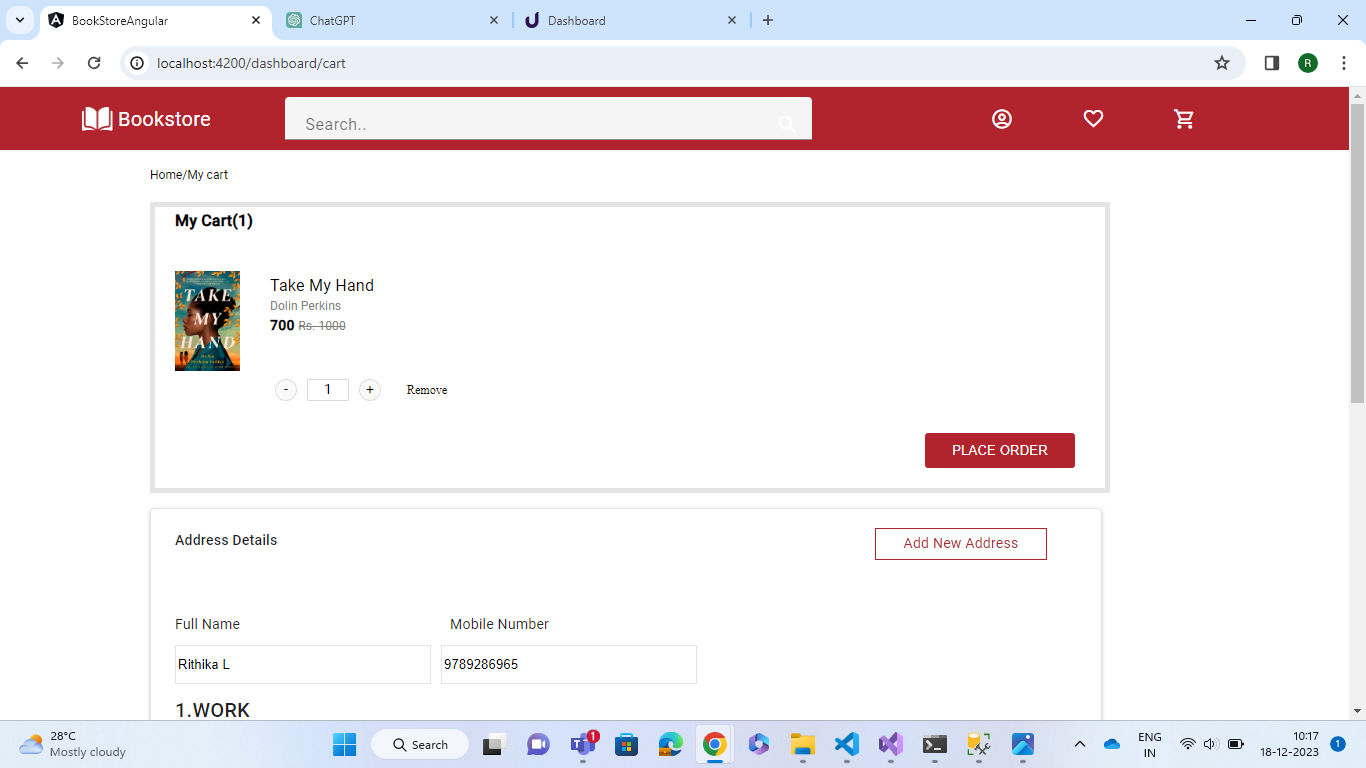 BookStoreAngular
ChatGPT
Dashboard
localhost:4200/dashboard/cart
R
Bookstore
Search..
Home/My cart
My Cart(1)
TAKE
MY
HAND
Take My Hand
Dolin Perkins
700 Rs. 1000
- 1 + Remove
PLACE ORDER
Address Details
Add New Address
Full Name
Mobile Number
Rithika L
9789286965
1.WORK
28°C
Mostly cloudy
Search
1
ENG
IN
10:17
18-12-2023
1